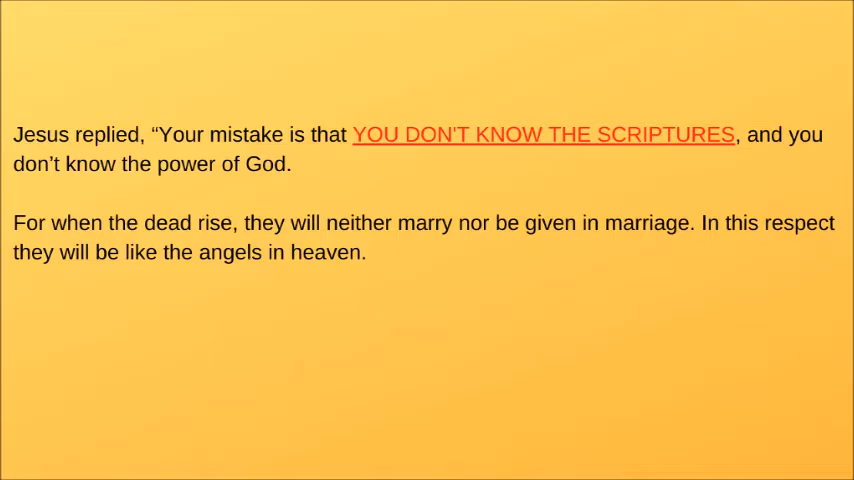 Jesus replied, “Your mistake is that YOU DON'T KNOW THE SCRIPTURES, and you
don’t know the power of God.
For when the dead rise, they will neither marry nor be given in marriage. In this respect
they will be like the angels in heaven.